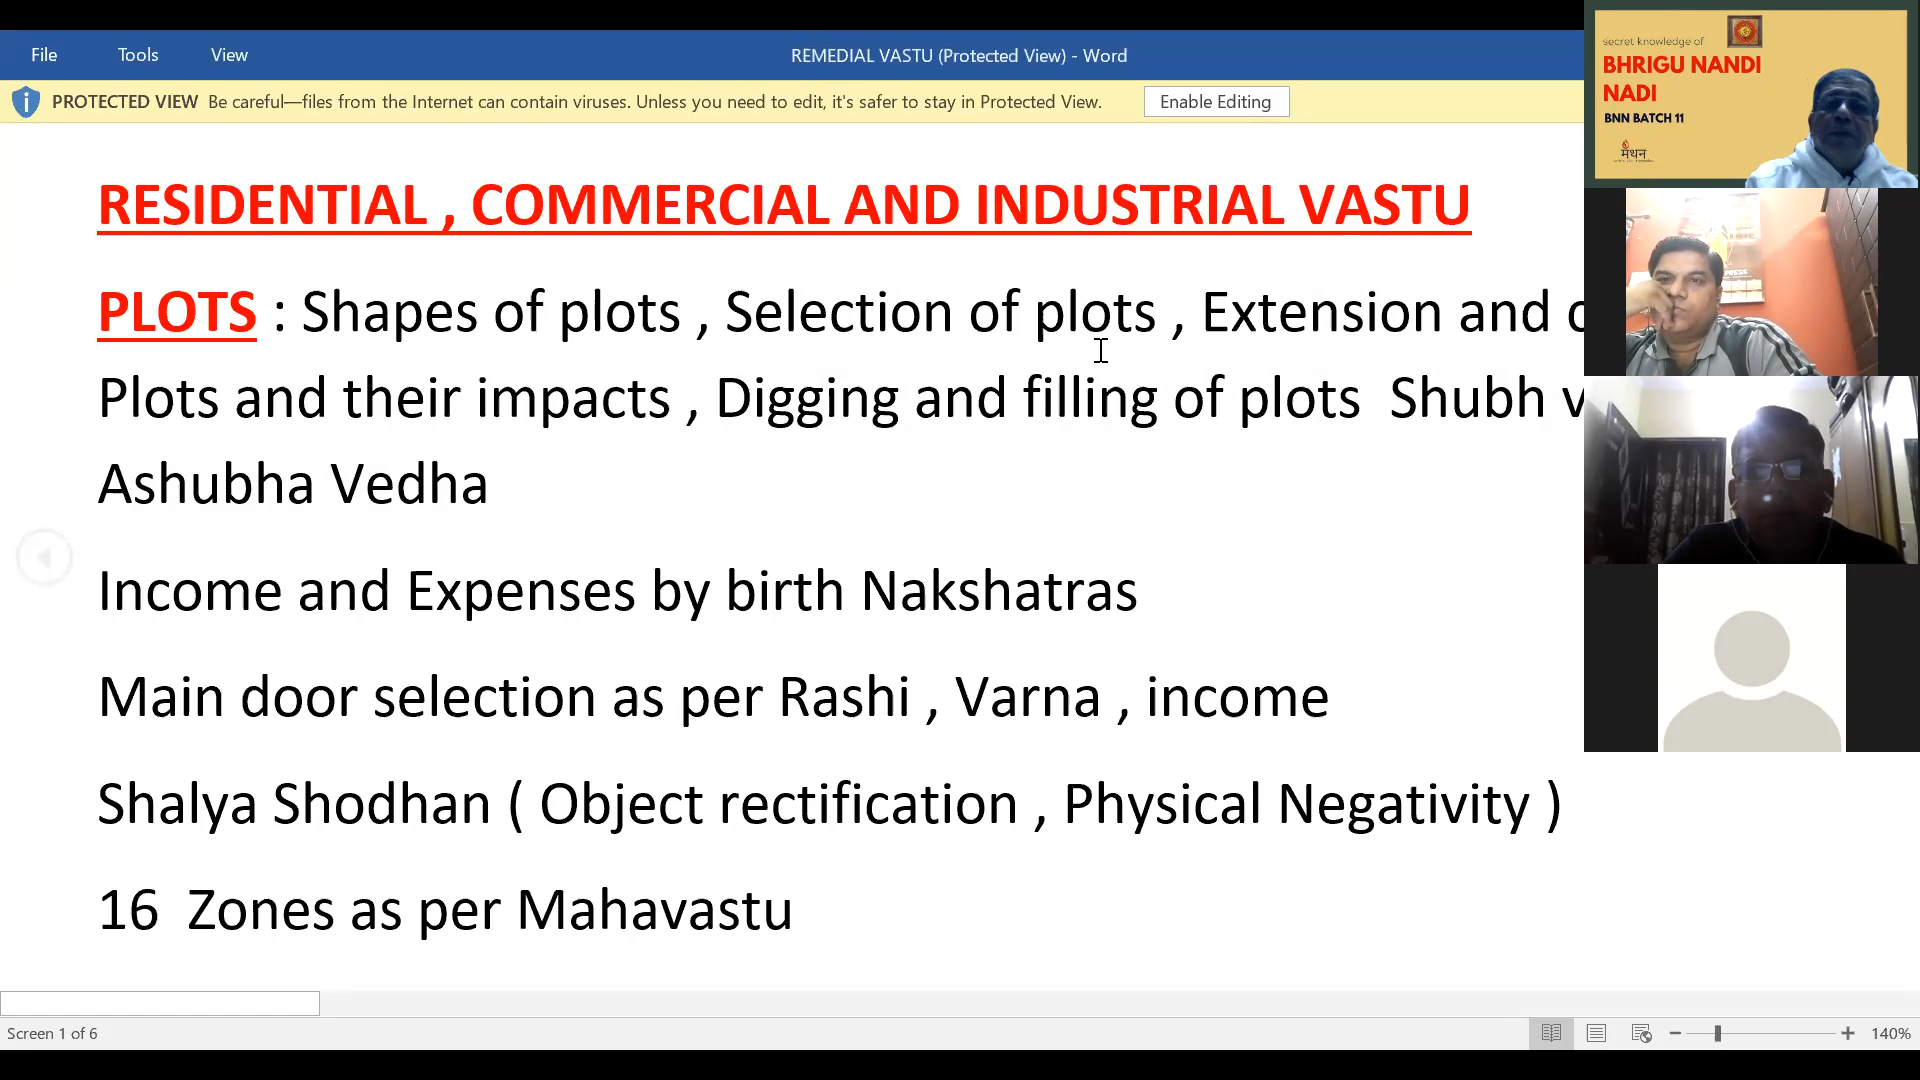 File Tools View REMEDIAL VASTU (Protected View) - Word
PROTECTED VIEW Be careful—files from the Internet can contain viruses. Unless you need to edit, it's safer to stay in Protected View. Enable Editing
RESIDENTIAL , COMMERCIAL AND INDUSTRIAL VASTU
PLOTS : Shapes of plots , Selection of plots , Extension and
Plots and their impacts , Digging and filling of plots Shubh
Ashubha Vedha
Income and Expenses by birth Nakshatras
Main door selection as per Rashi , Varna , income
Shalya Shodhan ( Object rectification , Physical Negativity )
16 Zones as per Mahavastu
Screen 1 of 6
140%
secret knowledge of
BHRIGU NANDI
NADI
BNN BATCH 11
मंथन